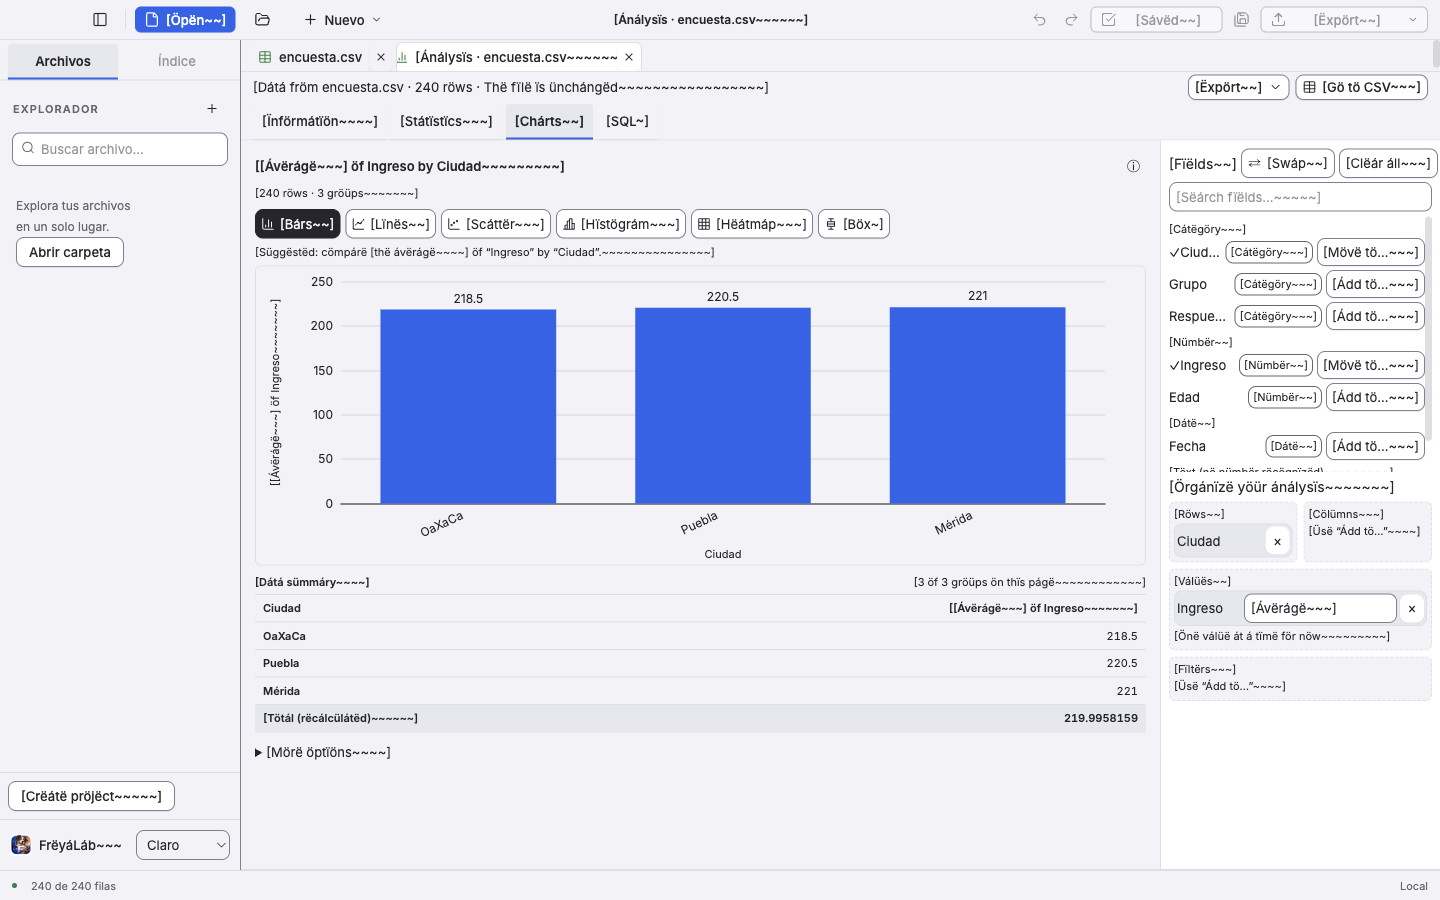 [Öpën~~]
Nuevo
[Ánálysïs · encuesta.csv~~~~~~]
[Sávëd~~]
[Ëxpört~~]
Archivos
Índice
encuesta.csv
[Ánálysïs · encuesta.csv~~~~~~
[Dátá fröm encuesta.csv · 240 röws · Thë fïlë ïs ünchángëd~~~~~~~~~~~~~~~~~]
[Ëxpört~~]
[Gö tö CSV~~~]
EXPLORADOR
Buscar archivo...
Explora tus archivos
en un solo lugar.
Abrir carpeta
[Ïnförmátïön~~~~]
[Státïstïcs~~~]
[Chárts~~]
[SQL~]
[[Ávërágë~~~] öf Ingreso by Ciudad~~~~~~~~~]
[240 röws · 3 gröüps~~~~~~~]
[Bárs~~]
[Lïnës~~]
[Scáttër~~~]
[Hïstögrám~~~]
[Hëátmáp~~~]
[Böx~]
[Süggëstëd: cömpárë [thë ávërágë~~~~] öf “Ingreso” by “Ciudad”.~~~~~~~~~~~~~~~]
[[Ávërágë~~~] öf Ingreso~~~~~~~]
250
200
150
100
50
0
218.5
220.5
221
OaXaCa
Puebla
Mérida
Ciudad
[Dátá sümmáry~~~~]
[3 öf 3 gröüps ön thïs págë~~~~~~~~~~~~]
Ciudad
[[Ávërágë~~~] öf Ingreso~~~~~~~]
OaXaCa
218.5
Puebla
220.5
Mérida
221
[Tötál (rëcálcülátëd)~~~~~~]
219.9958159
[Mörë öptïöns~~~~]
[Fïëlds~~]
[Swáp~~]
[Clëár áll~~~]
[Sëárch fïëlds...~~~~~]
[Cátëgöry~~~]
Ciud...
[Cátëgöry~~~]
[Mövë tö...~~~]
Grupo
[Cátëgöry~~~]
[Ádd tö...~~~]
Respue...
[Cátëgöry~~~]
[Ádd tö...~~~]
[Nümbër~~]
Ingreso
[Nümbër~~]
[Mövë tö...~~~]
Edad
[Nümbër~~]
[Ádd tö...~~~]
[Dátë~~]
Fecha
[Dátë~~]
[Ádd tö...~~~]
[Tëxt (nö nümbër rëcögnïzëd)~~~~~~~~~~]
[Örgánïzë yöür ánálysïs~~~~~~~]
[Röws~~]
Ciudad
[Cölümns~~~]
[Üsë “Ádd tö...”~~~~]
[Válüës~~]
Ingreso
[Ávërágë~~~]
[Önë válüë át á tïmë för nöw~~~~~~~~~]
[Fïltërs~~~]
[Üsë “Ádd tö...”~~~~]
[Crëátë pröjëct~~~~~]
FrëyáLáb~~~
Claro
240 de 240 filas
Local